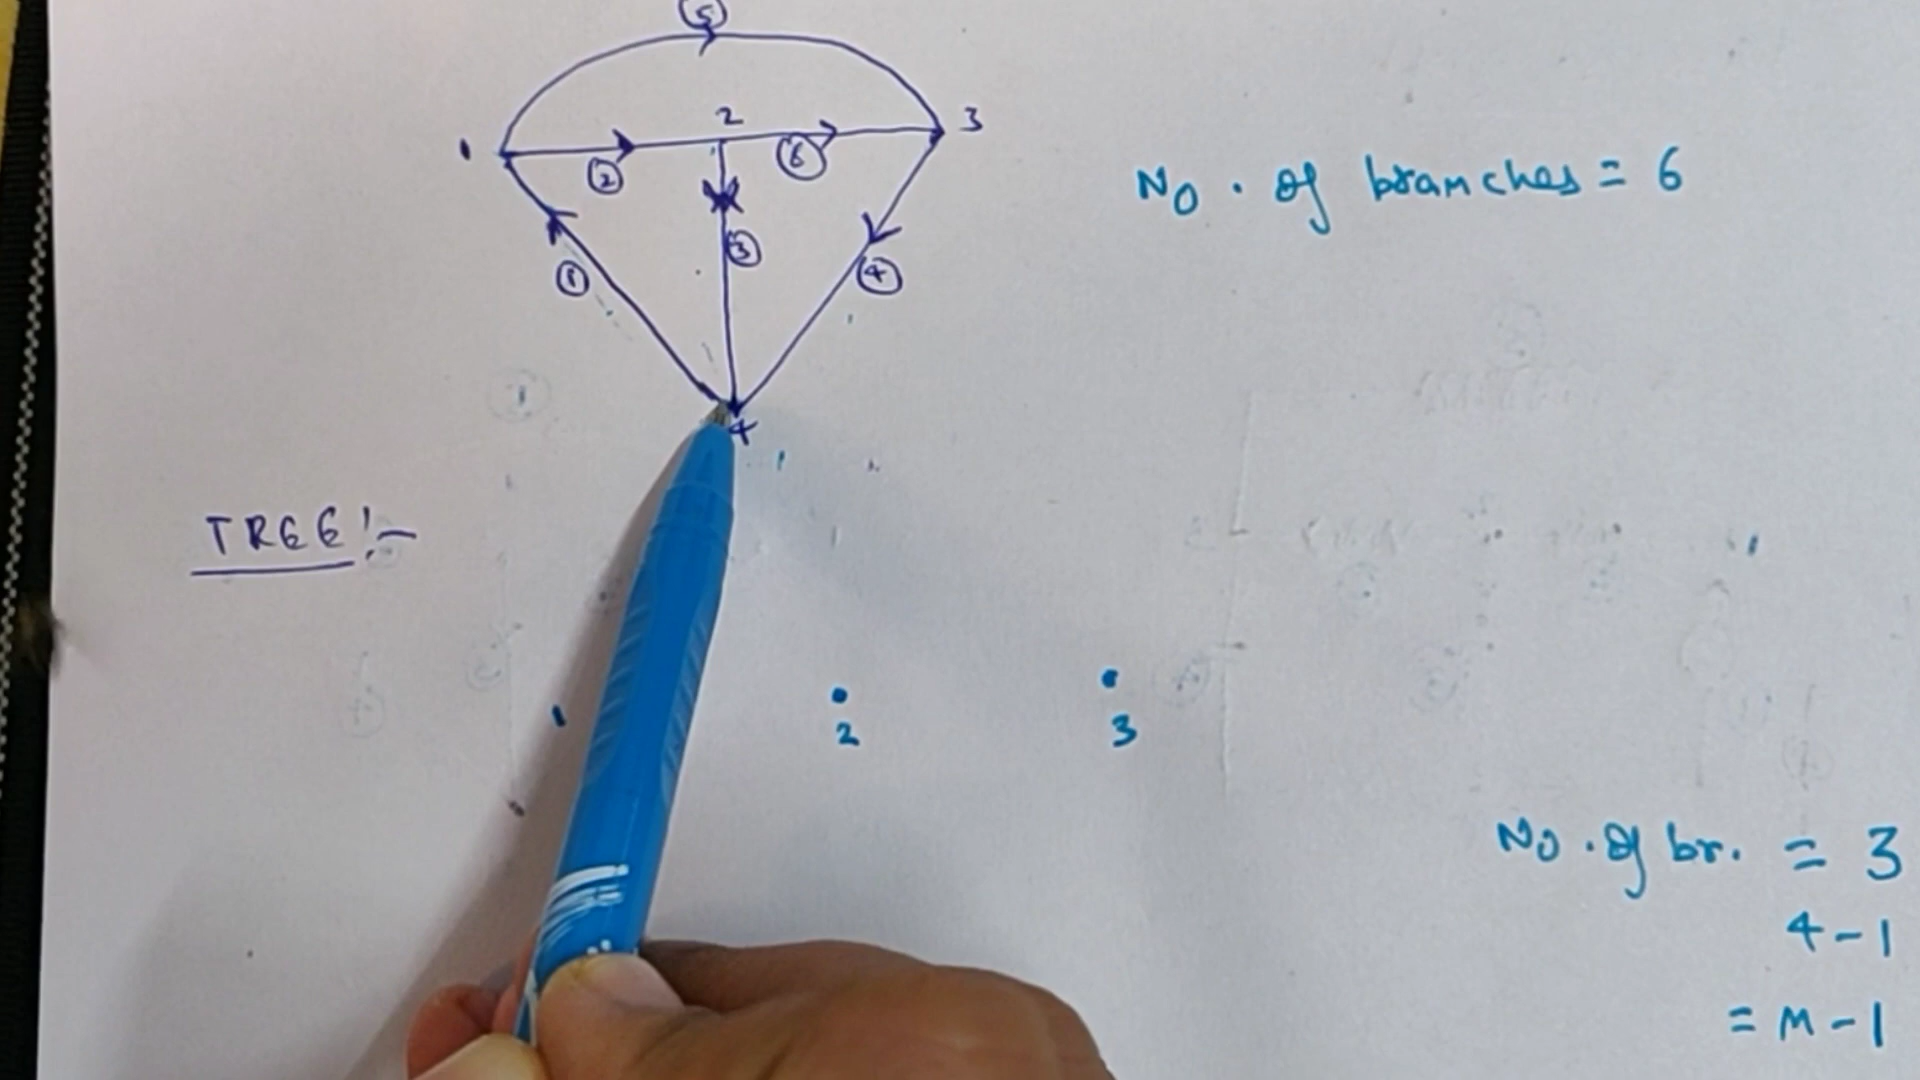 5
1 2 3
2 6
3
1 4
4
No. of branches = 6
TREE :-
1 2 3
No. of br. = 3
4 - 1
= n - 1